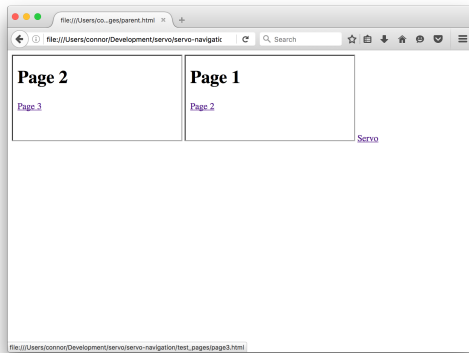 file:///Users/co...ges/parent.html
file:///Users/connor/Development/servo/servo-navigatic
Search
Page 2
Page 3
Page 1
Page 2
Servo
file:///Users/connor/Development/servo/servo-navigation/test_pages/page3.html